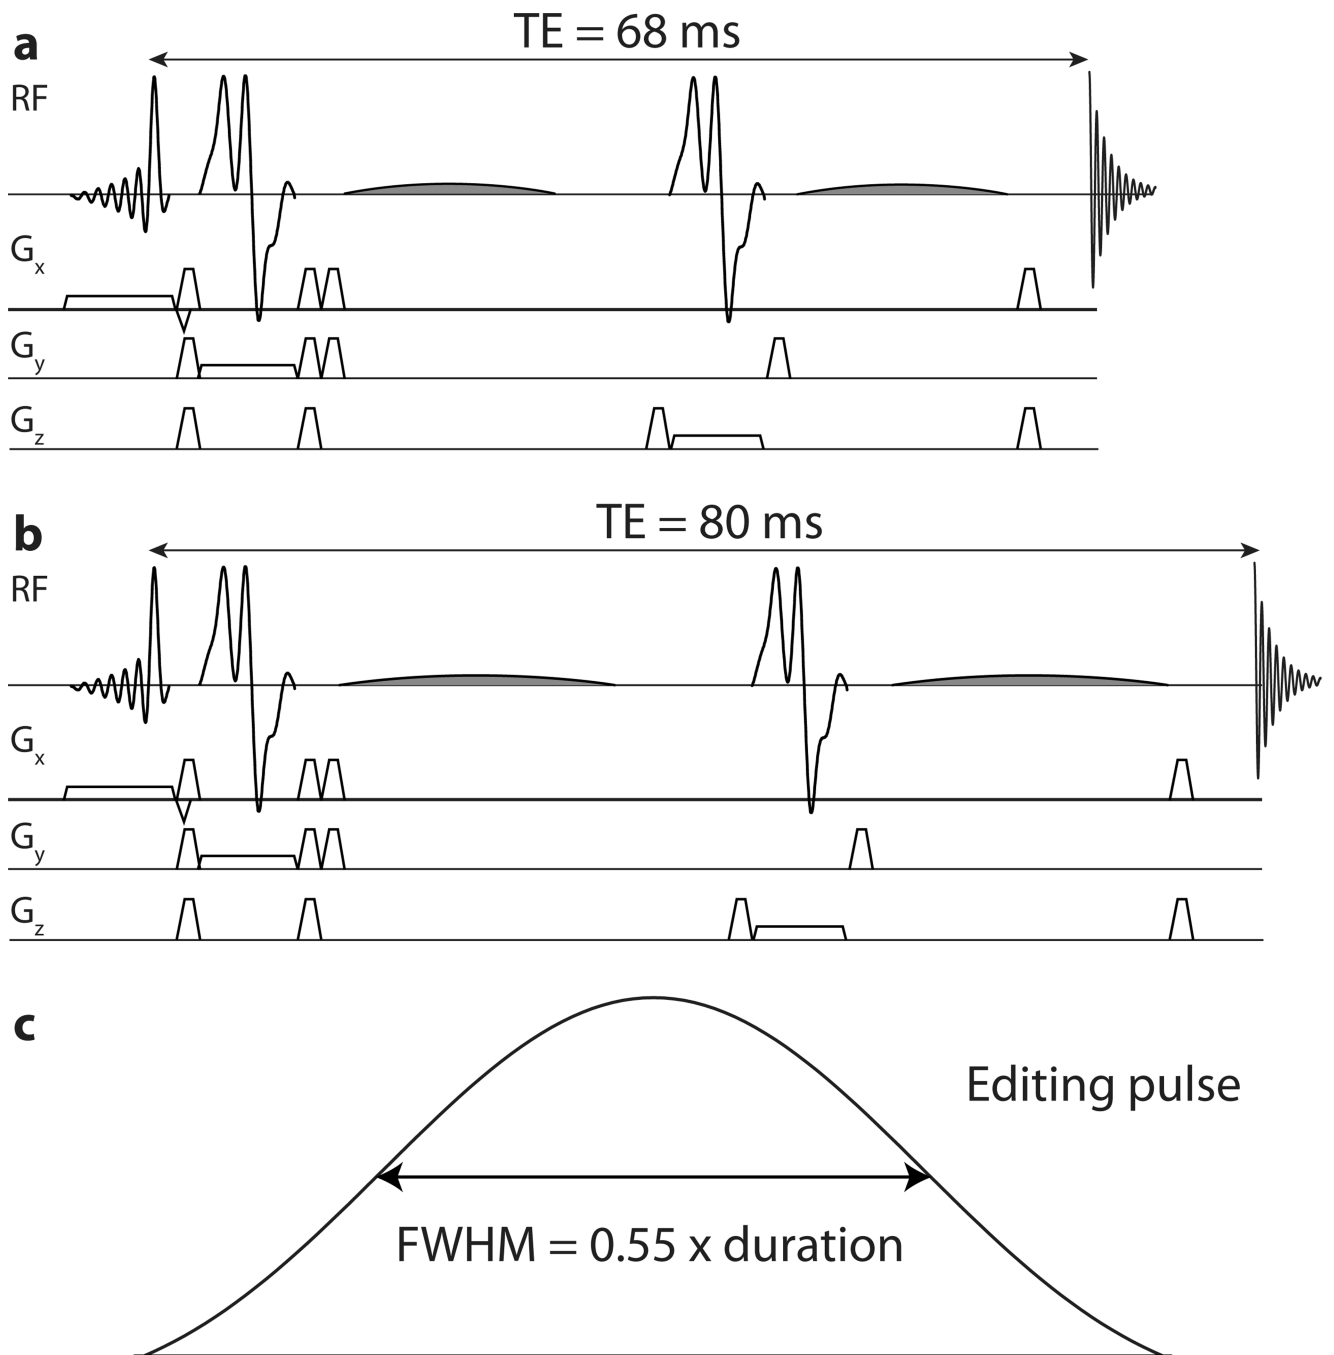 a
TE = 68 ms
RF
Gx
Gy
Gz
b
TE = 80 ms
RF
Gx
Gy
Gz
c
Editing pulse
FWHM = 0.55 x duration